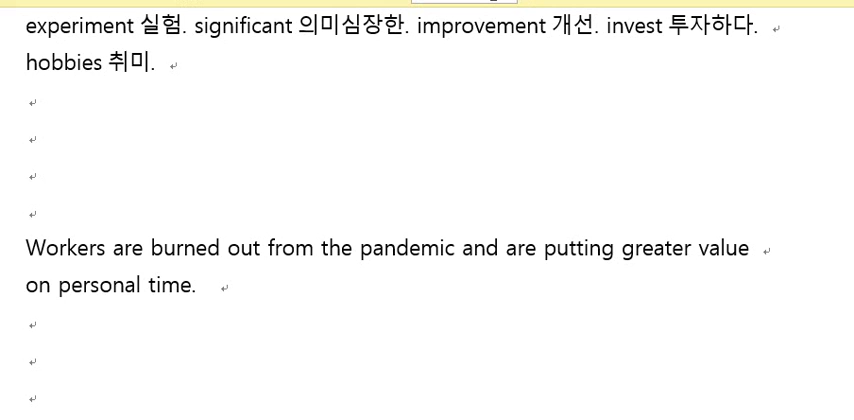 experiment 실험. significant 의미심장한. improvement 개선. invest 투자하다.
hobbies 취미.
Workers are burned out from the pandemic and are putting greater value
on personal time.